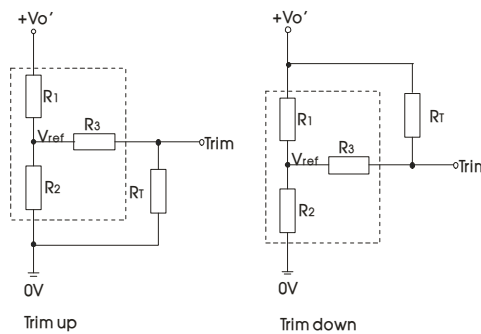 +Vo'
R1
Vref
R3
Trim
R2
RT
0V
Trim up
+Vo'
R1
RT
Vref
R3
Trim
R2
0V
Trim down